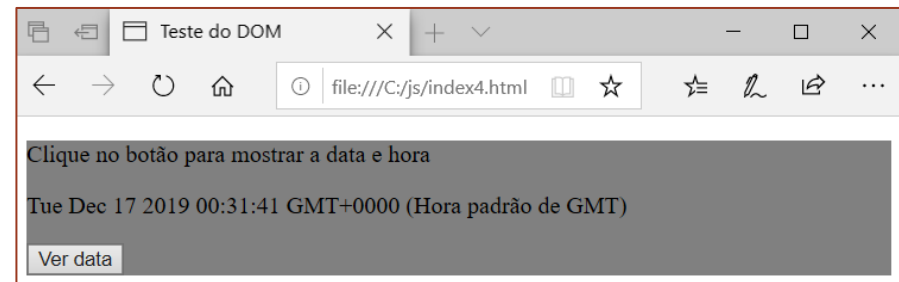 Teste do DOM
file:///C:/js/index4.html
Clique no botão para mostrar a data e hora
Tue Dec 17 2019 00:31:41 GMT+0000 (Hora padrão de GMT)
Ver data